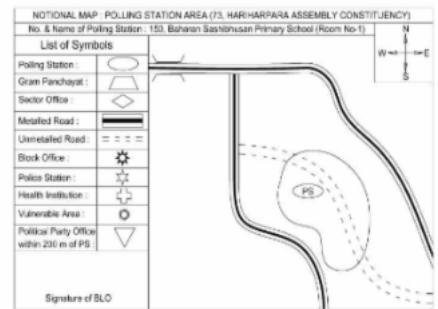 NOTIONAL MAP : POLLING STATION AREA (73, HARIHARPARA ASSEMBLY CONSTITUENCY)
No. & Name of Polling Station : 150, Baharan Sashibhusan Primary School (Room No-1)
List of Symbols
Polling Station :
Gram Panchayat :
Sector Office :
Metalled Road :
Unmetalled Road :
Block Office :
Police Station :
Health Institution :
Vulnerable Area :
Political Party Office
within 200 m of PS :
Signature of BLO
N
W
E
S
PS